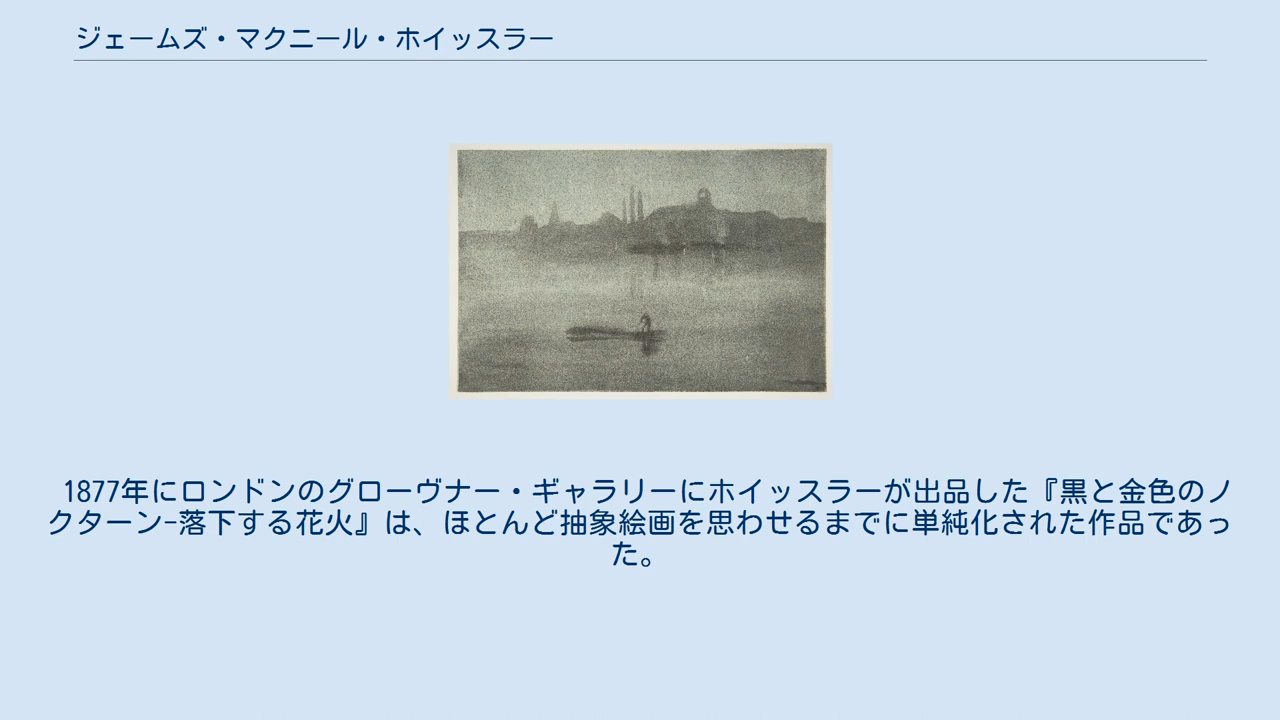 ジェームズ・マクニール・ホイッスラー
1877年にロンドンのグローヴナー・ギャラリーにホイッスラーが出品した『黒と金色のノ
クターン-落下する花火』は、ほとんど抽象絵画を思わせるまでに単純化された作品であっ
た。